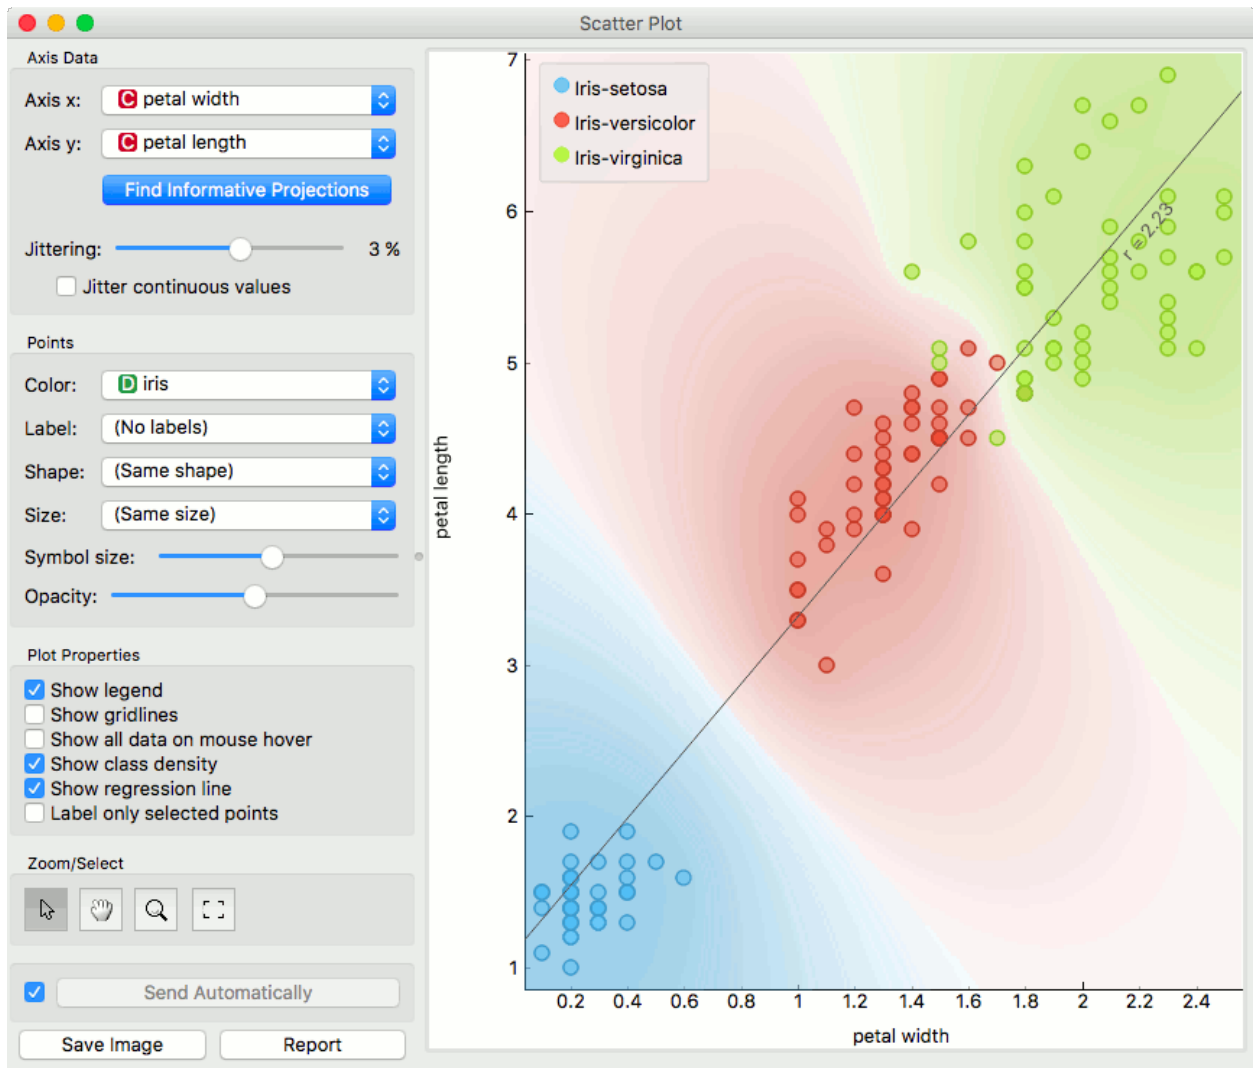 Scatter Plot
Axis Data
Axis x: C petal width
Axis y: C petal length
Find Informative Projections
Jittering: 3 %
Jitter continuous values
Points
Color: D iris
Label: (No labels)
Shape: (Same shape)
Size: (Same size)
Symbol size:
Opacity:
Plot Properties
Show legend
Show gridlines
Show all data on mouse hover
Show class density
Show regression line
Label only selected points
Zoom/Select
Send Automatically
Save Image Report
Iris-setosa
Iris-versicolor
Iris-virginica
r = 2.23
petal length
7
6
5
4
3
2
1
0.2 0.4 0.6 0.8 1 1.2 1.4 1.6 1.8 2 2.2 2.4
petal width